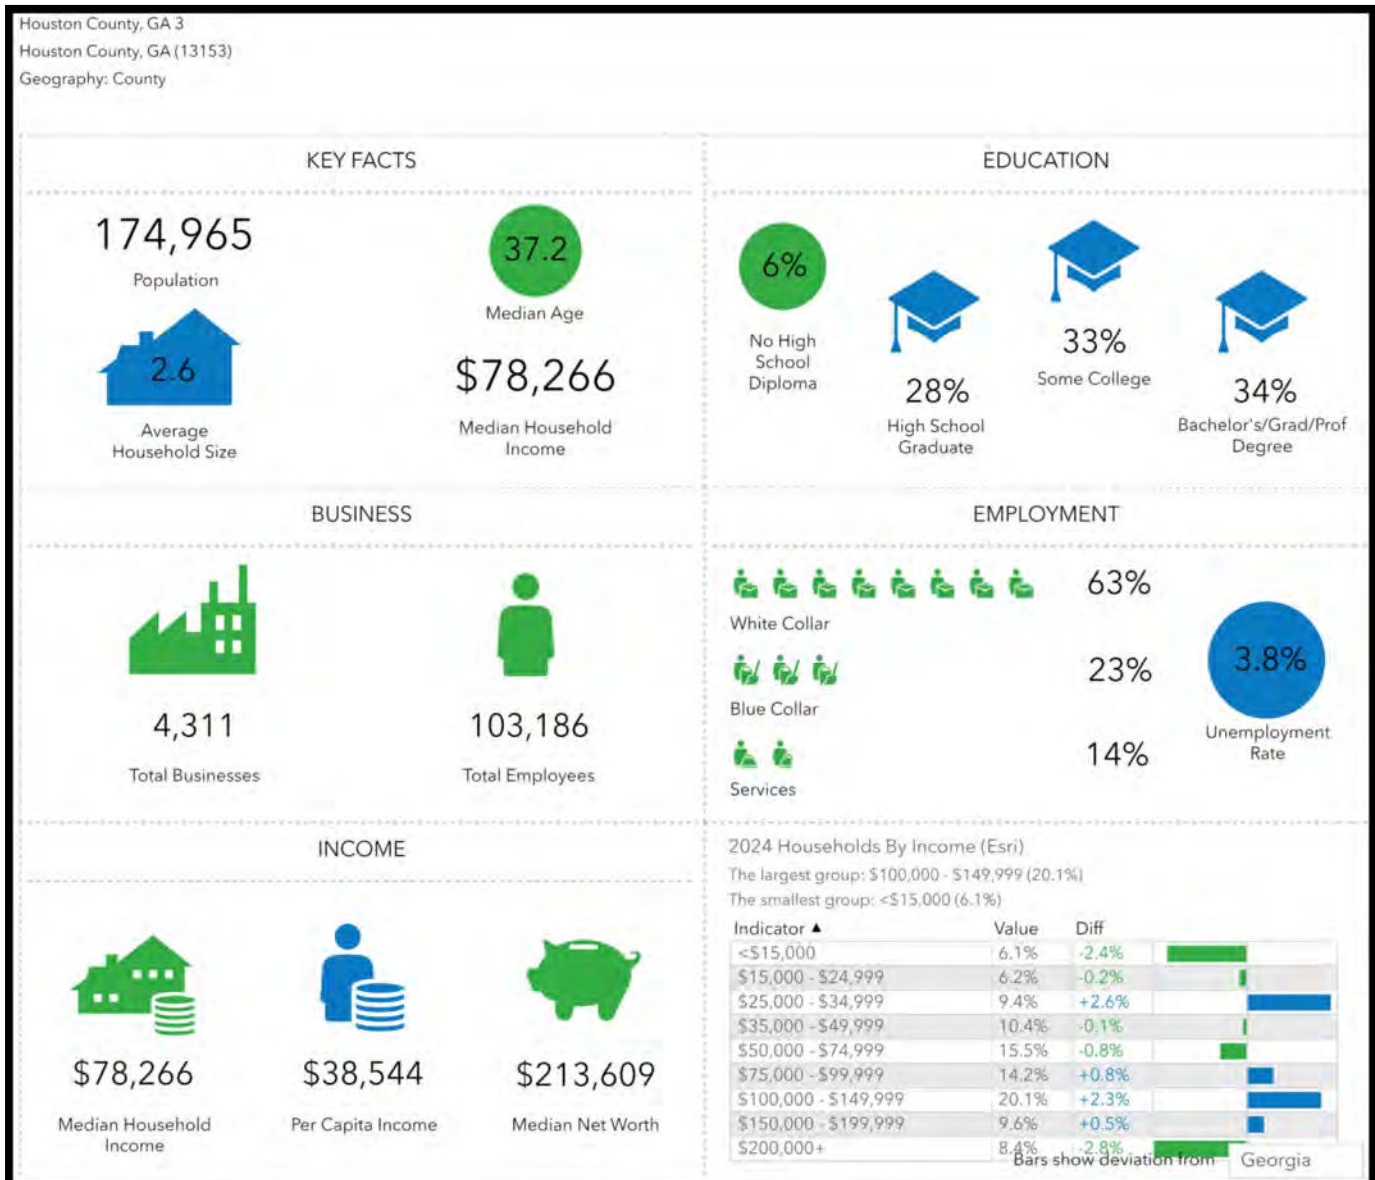 Houston County, GA 3
Houston County, GA (13153)
Geography: County
KEY FACTS
174,965
Population
37.2
Median Age
2.6
Average
Household Size
$78,266
Median Household
Income
EDUCATION
6%
No High
School
Diploma
28%
High School
Graduate
33%
Some College
34%
Bachelor's/Grad/Prof
Degree
BUSINESS
4,311
Total Businesses
103,186
Total Employees
EMPLOYMENT
63%
White Collar
23%
Blue Collar
14%
Services
3.8%
Unemployment
Rate
INCOME
$78,266
Median Household
Income
$38,544
Per Capita Income
$213,609
Median Net Worth
2024 Households By Income (Esri)
The largest group: $100,000 - $149,999 (20.1%)
The smallest group: <$15,000 (6.1%)
Indicator ▲ Value Diff
<$15,000 6.1% -2.4%
$15,000 - $24,999 6.2% -0.2%
$25,000 - $34,999 9.4% +2.6%
$35,000 - $49,999 10.4% -0.1%
$50,000 - $74,999 15.5% -0.8%
$75,000 - $99,999 14.2% +0.8%
$100,000 - $149,999 20.1% +2.3%
$150,000 - $199,999 9.6% +0.5%
$200,000+ 8.4% -2.8%
Bars show deviation from Georgia